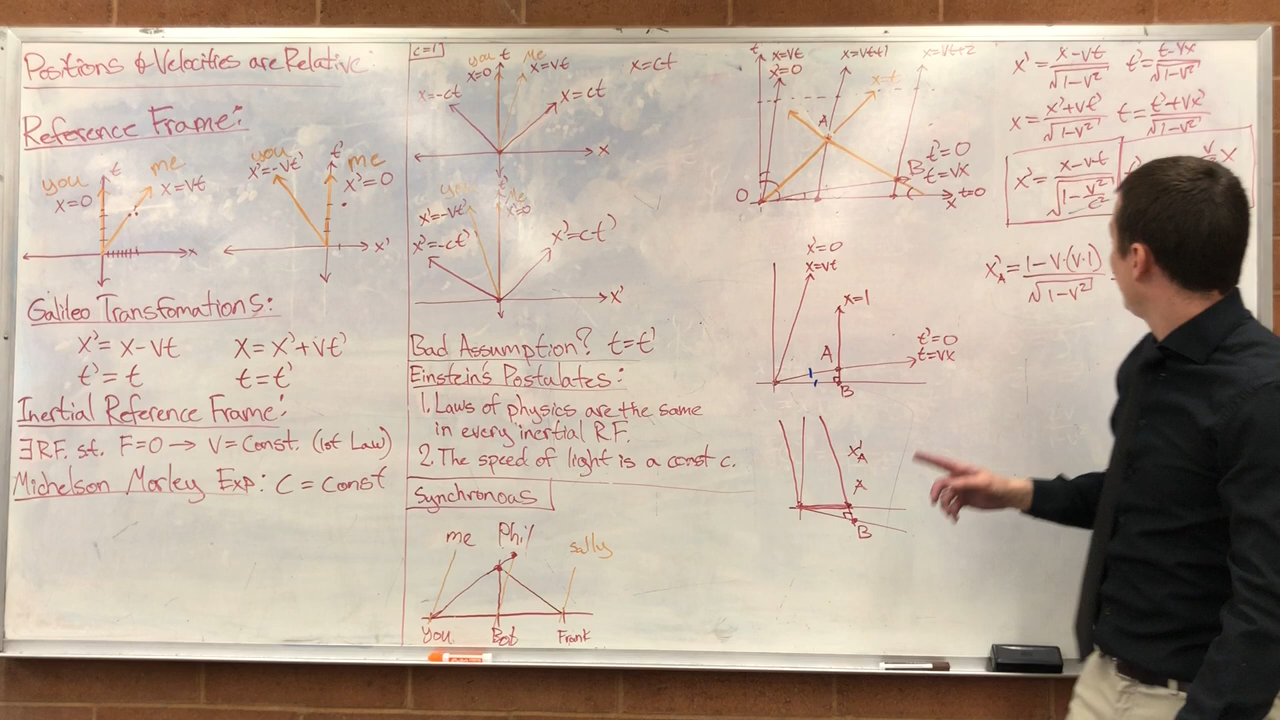 Positions & Velocities are Relative:
Reference Frame:
you
x=0
t
me
x=vt
x
you
x'=-vt'
t'
me
x'=0
x'
Galileo Transfomations:
x'=x-vt x=x'+vt'
t'=t t=t'
Inertial Reference Frame:
∃R.F. st. F=0 → V=Const. (1st Law)
Michelson Morley Exp: C = Const
c=1
you t me
x=0 x=vt
x=ct
x=-ct
x=ct
x
t' me
x'=-vt' x'=0
x'=-ct'
x'=ct'
x'
Bad Assumption? t=t'
Einstein's Postulates:
1. Laws of physics are the same
in every inertial RF.
2. The speed of light is a const c.
Synchronous
me Phil sally
you Bob Frank
t x=vt x=vt+1 x=vt+2
x'=0
x=t
A
B
t'=0
t=vx
0
x t=0
x'=0
x=vt
x=1
A
B
t'=0
t=vx
x'A
A
B
x'=x-vt/√1-v² t'=t-vx/√1-v²
x=x'+vt'/√1-v² t=t'+vx'/√1-v²
x'=x-vt/√1-v²/c²
x'A=1-v·(v·1)/√1-v²